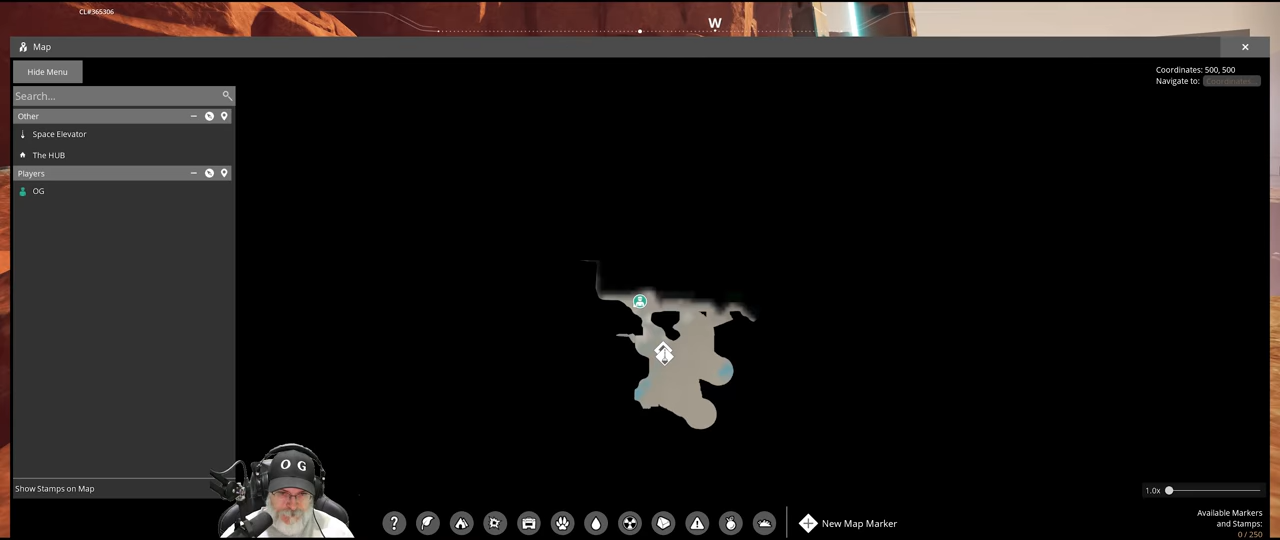 CL#365306
W
Map
Hide Menu
Coordinates: 500, 500
Navigate to: Coordinates...
Search...
Other
Space Elevator
The HUB
Players
OG
O G
Show Stamps on Map
1.0x
? New Map Marker
Available Markers
and Stamps:
0 / 250